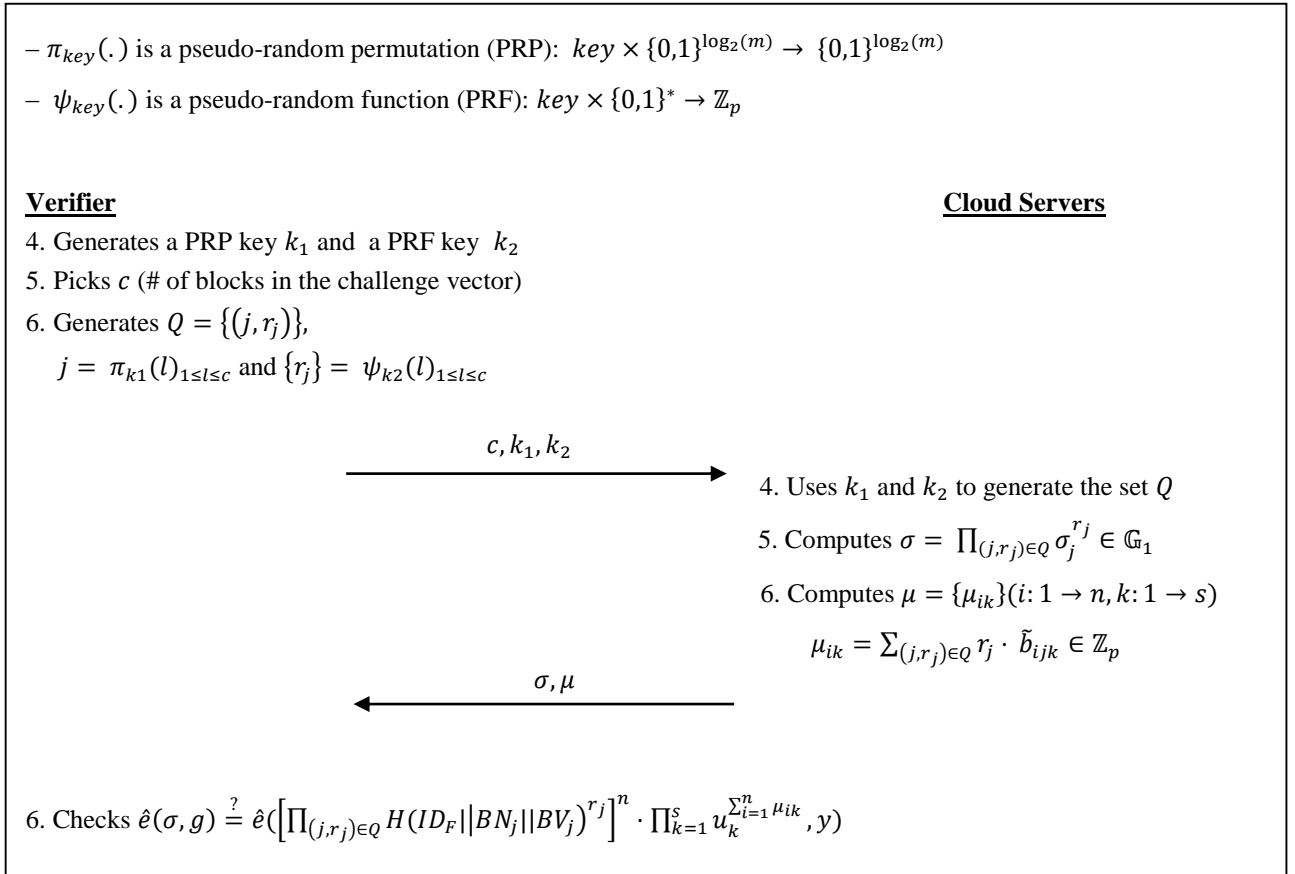 – π_key(.) is a pseudo-random permutation (PRP): key × {0,1}^log₂(m) → {0,1}^log₂(m)
– ψ_key(.) is a pseudo-random function (PRF): key × {0,1}* → ℤ_p
Verifier
Cloud Servers
4. Generates a PRP key k₁ and a PRF key k₂
5. Picks c (# of blocks in the challenge vector)
6. Generates Q = {(j, r_j)},
j = π_k1(l)_1≤l≤c and {r_j} = ψ_k2(l)_1≤l≤c
c, k₁, k₂
4. Uses k₁ and k₂ to generate the set Q
5. Computes σ = ∏_(j,r_j)∈Q σ_j^r_j ∈ 𝔾₁
6. Computes μ = {μ_ik}(i: 1 → n, k: 1 → s)
μ_ik = ∑_(j,r_j)∈Q r_j · b̃_ijk ∈ ℤ_p
σ, μ
6. Checks ê(σ, g) ≟ ê([∏_(j,r_j)∈Q H(ID_F||BN_j||BV_j)^r_j]^n · ∏_k=1^s u_k^∑_i=1^n μ_ik, y)